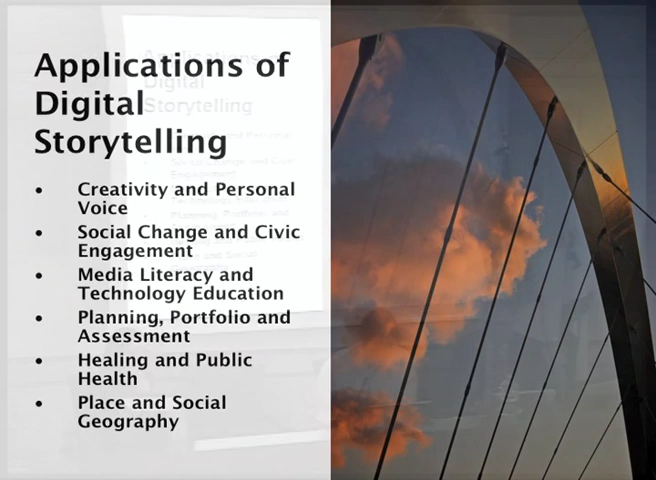 Applications of
Digital
Storytelling
• Creativity and Personal
Voice
• Social Change and Civic
Engagement
• Media Literacy and
Technology Education
• Planning, Portfolio and
Assessment
• Healing and Public
Health
• Place and Social
Geography